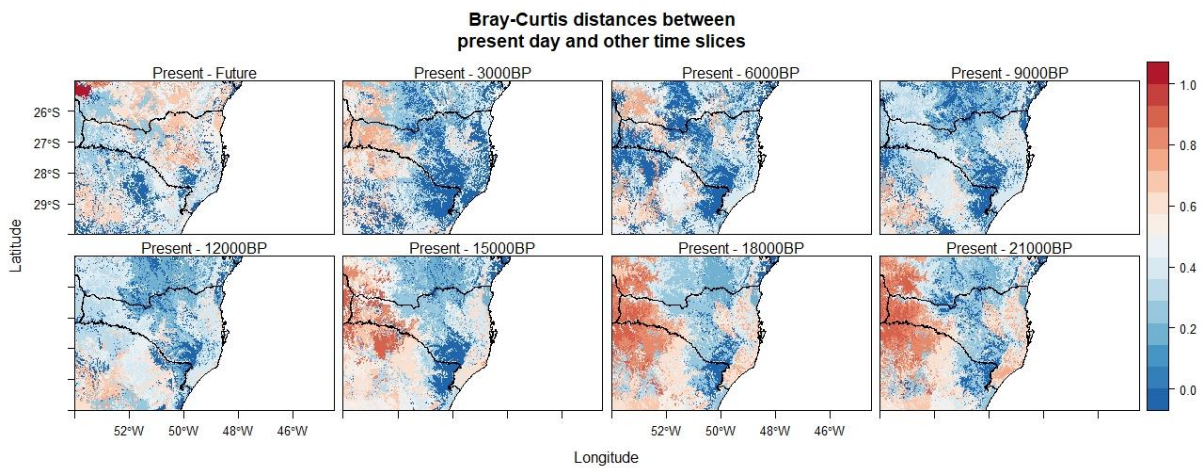 Bray-Curtis distances between
present day and other time slices
Present - Future
Present - 3000BP
Present - 6000BP
Present - 9000BP
26°S
27°S
28°S
29°S
1.0
0.8
0.6
0.4
0.2
0.0
Latitude
Present - 12000BP
Present - 15000BP
Present - 18000BP
Present - 21000BP
52°W
50°W
48°W
46°W
52°W
50°W
48°W
46°W
Longitude